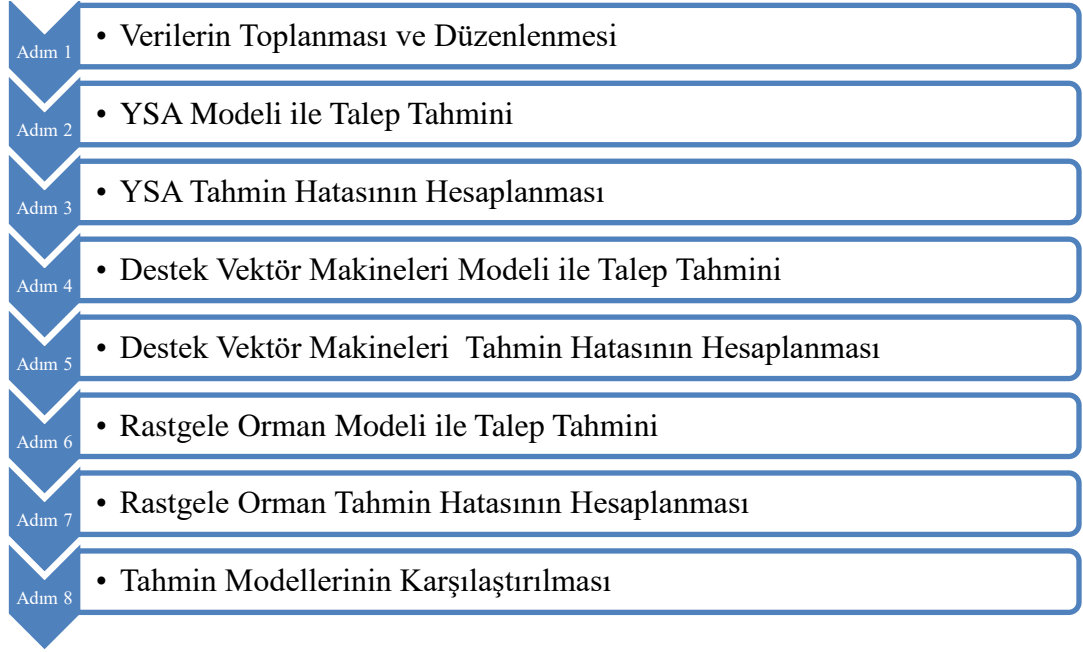 Adım 1
• Verilerin Toplanması ve Düzenlenmesi
Adım 2
• YSA Modeli ile Talep Tahmini
Adım 3
• YSA Tahmin Hatasının Hesaplanması
Adım 4
• Destek Vektör Makineleri Modeli ile Talep Tahmini
Adım 5
• Destek Vektör Makineleri  Tahmin Hatasının Hesaplanması
Adım 6
• Rastgele Orman Modeli ile Talep Tahmini
Adım 7
• Rastgele Orman Tahmin Hatasının Hesaplanması
Adım 8
• Tahmin Modellerinin Karşılaştırılması